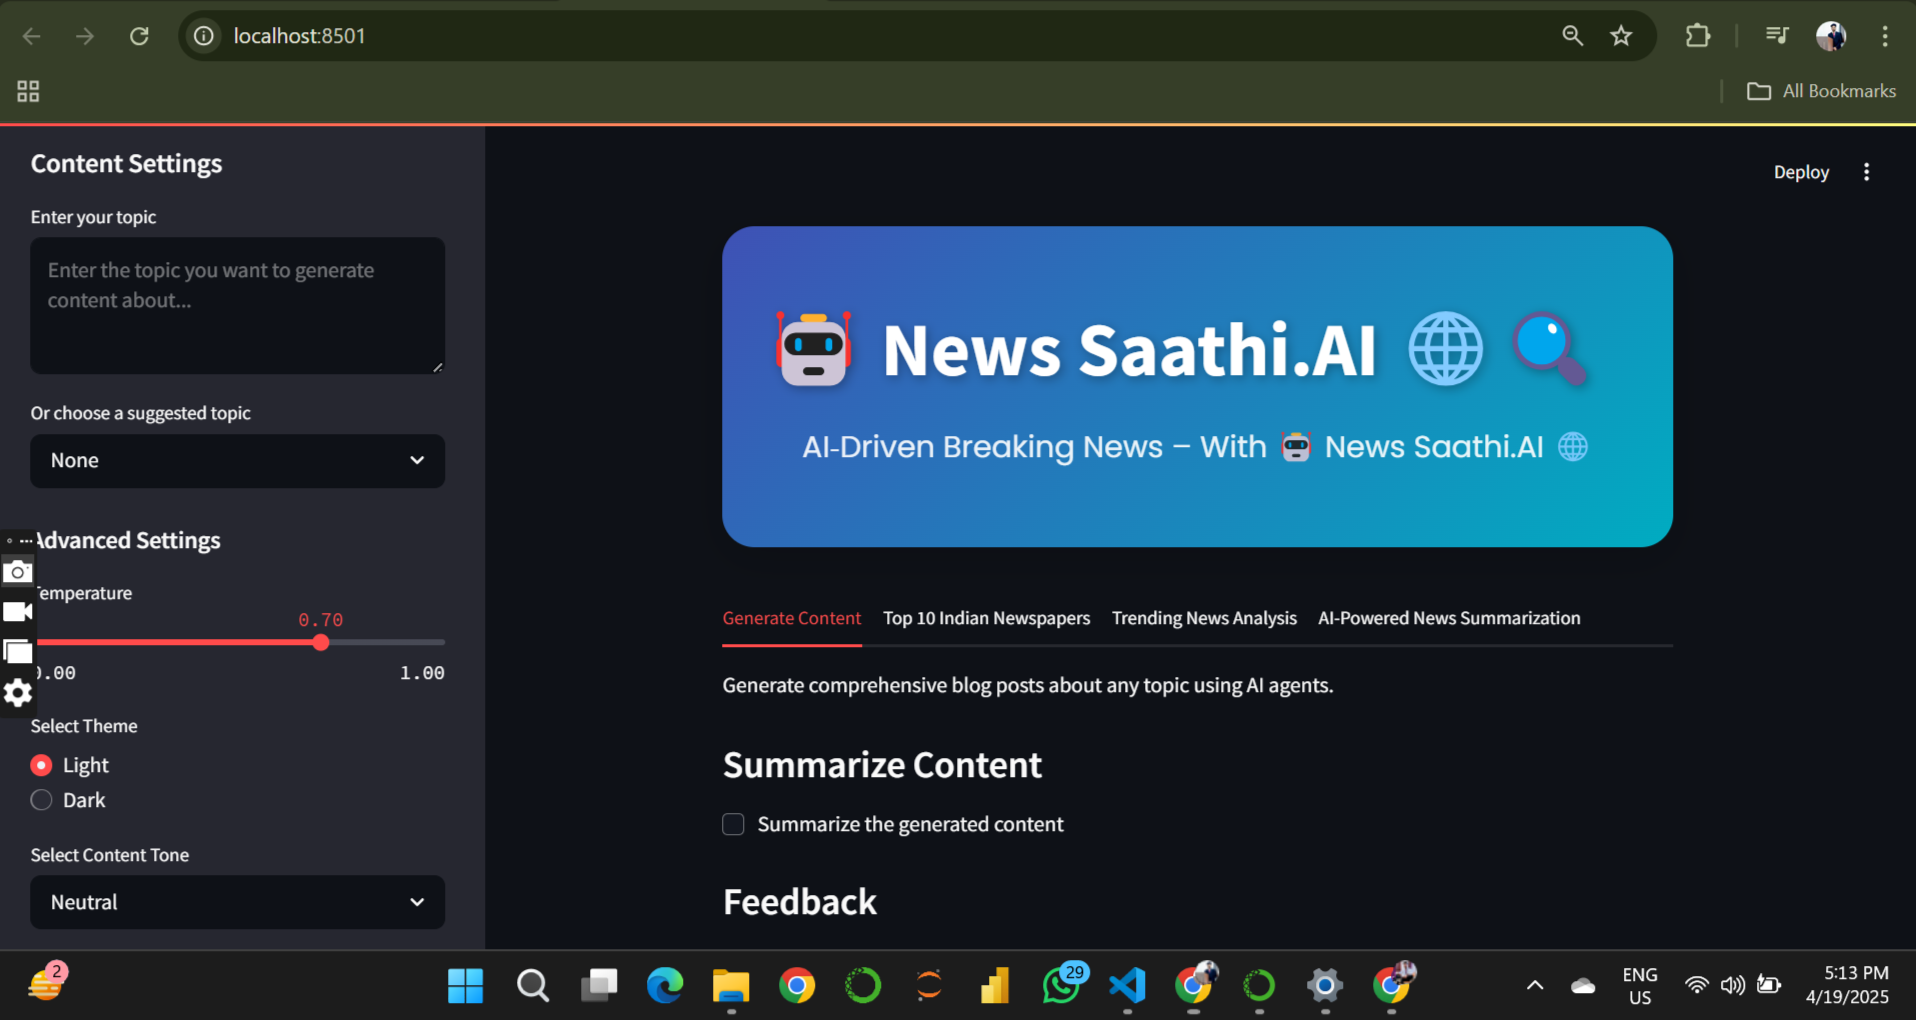 localhost:8501
All Bookmarks
Content Settings
Enter your topic
Enter the topic you want to generate
content about...
Or choose a suggested topic
None
Advanced Settings
Temperature
0.70
0.00
1.00
Select Theme
Light
Dark
Select Content Tone
Neutral
Deploy
News Saathi.AI
AI-Driven Breaking News – With News Saathi.AI
Generate Content Top 10 Indian Newspapers Trending News Analysis AI-Powered News Summarization
Generate comprehensive blog posts about any topic using AI agents.
Summarize Content
Summarize the generated content
Feedback
2
29
ENG
US
5:13 PM
4/19/2025